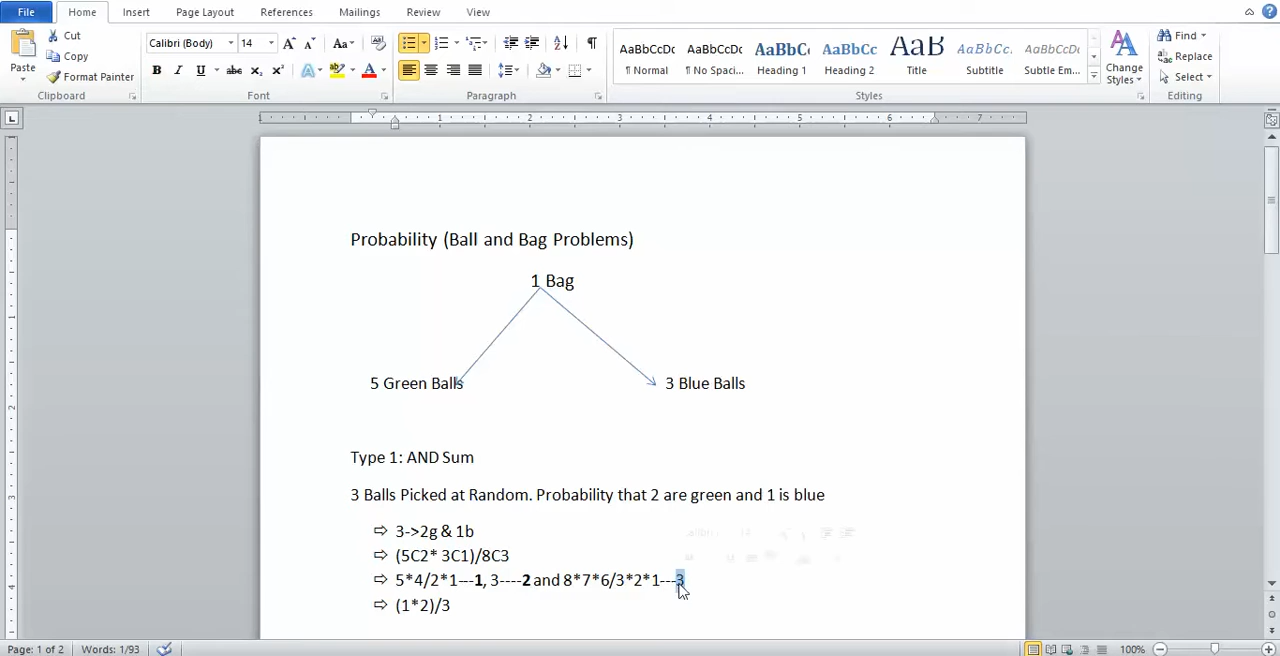 File Home Insert Page Layout References Mailings Review View
Paste Cut Copy Format Painter Clipboard
Calibri (Body) 14 Font
Paragraph
AaBbCcDc Normal AaBbCcDc No Spaci... AaBbCc Heading 1 AaBbCc Heading 2 AaB Title AaBbCcL Subtitle AaBbCcDc Subtle Em... Styles
Change Styles
Find Replace Select Editing
Probability (Ball and Bag Problems)
1 Bag
5 Green Balls 3 Blue Balls
Type 1: AND Sum
3 Balls Picked at Random. Probability that 2 are green and 1 is blue
3->2g & 1b
(5C2* 3C1)/8C3
5*4/2*1---1, 3----2 and 8*7*6/3*2*1---3
(1*2)/3
Page: 1 of 2 Words: 1/93 100%